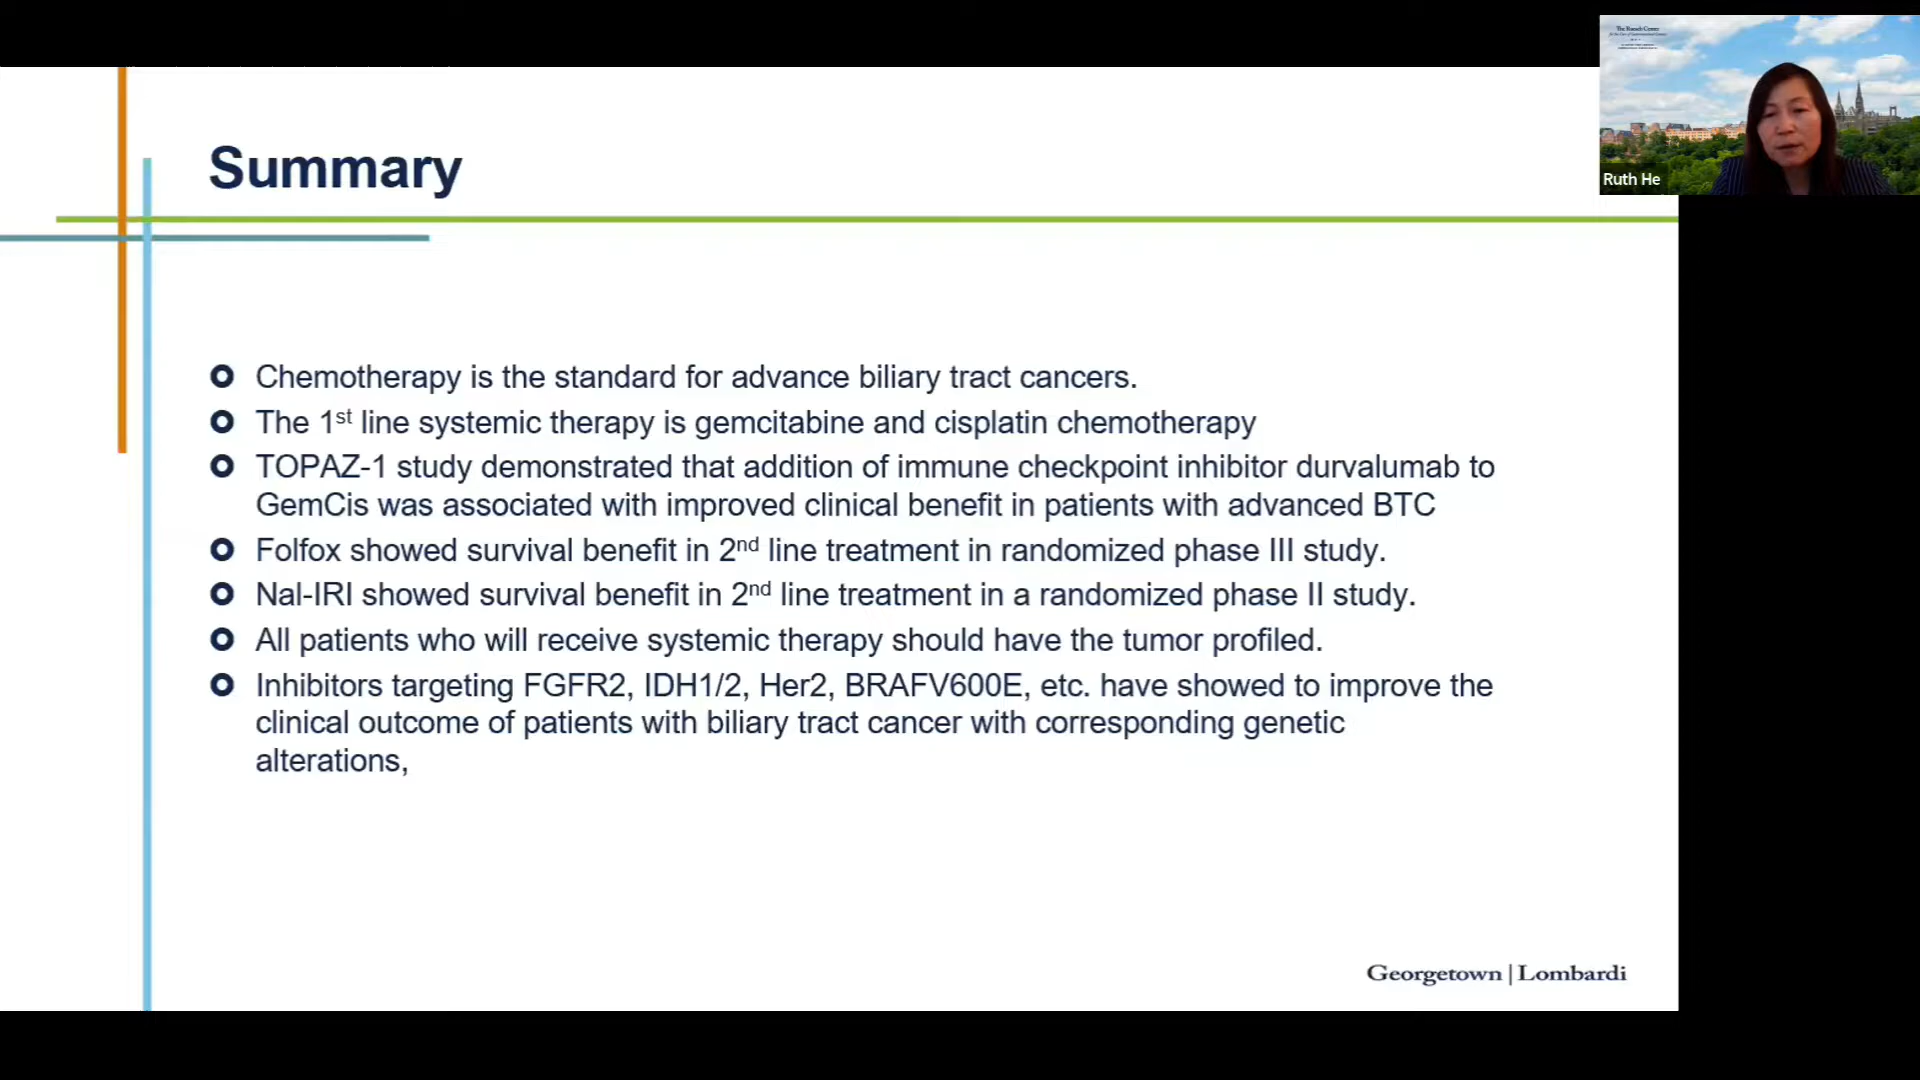 The Ruesch Center
Ruth He
Summary
Chemotherapy is the standard for advance biliary tract cancers.
The 1st line systemic therapy is gemcitabine and cisplatin chemotherapy
TOPAZ-1 study demonstrated that addition of immune checkpoint inhibitor durvalumab to
GemCis was associated with improved clinical benefit in patients with advanced BTC
Folfox showed survival benefit in 2nd line treatment in randomized phase III study.
Nal-IRI showed survival benefit in 2nd line treatment in a randomized phase II study.
All patients who will receive systemic therapy should have the tumor profiled.
Inhibitors targeting FGFR2, IDH1/2, Her2, BRAFV600E, etc. have showed to improve the
clinical outcome of patients with biliary tract cancer with corresponding genetic
alterations,
Georgetown | Lombardi